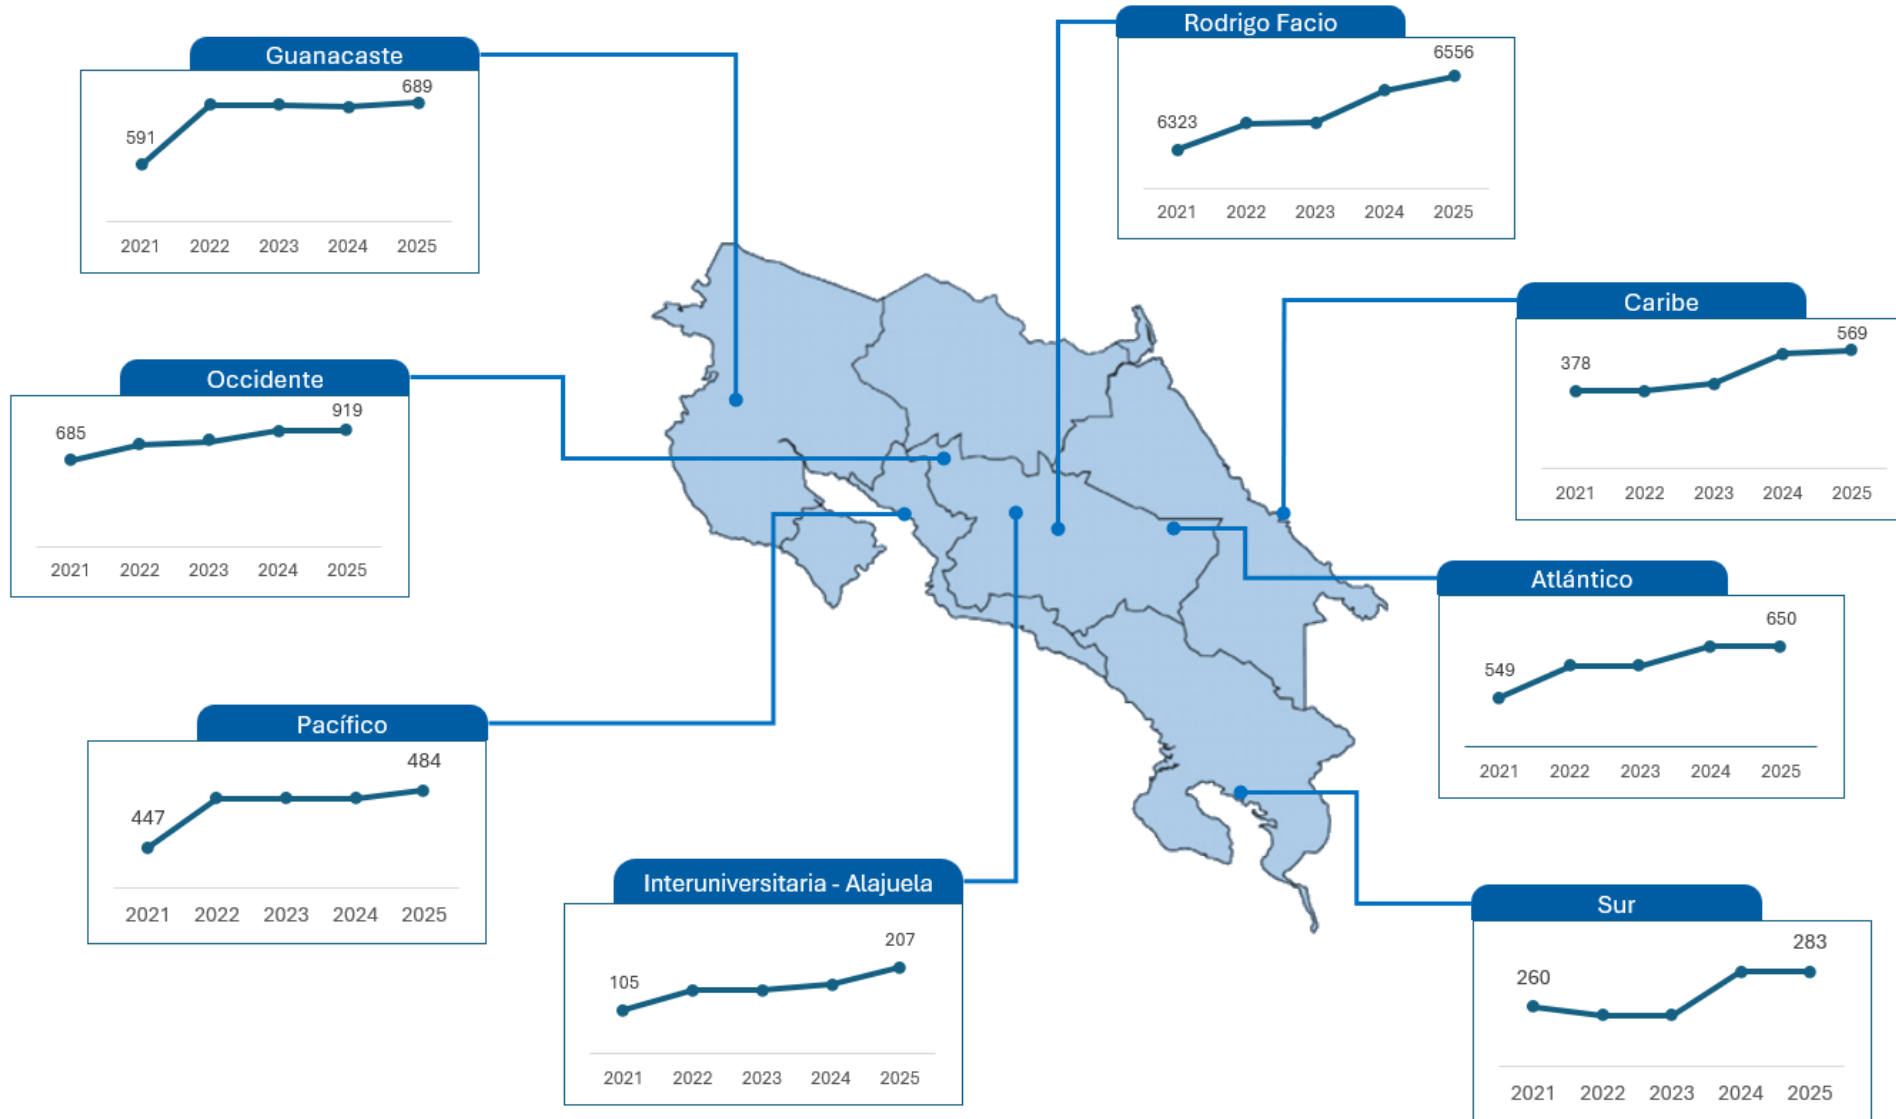 Guanacaste
689
591
2021 2022 2023 2024 2025
Rodrigo Facio
6556
6323
2021 2022 2023 2024 2025
Occidente
919
685
2021 2022 2023 2024 2025
Caribe
569
378
2021 2022 2023 2024 2025
Atlántico
650
549
2021 2022 2023 2024 2025
Pacífico
484
447
2021 2022 2023 2024 2025
Interuniversitaria - Alajuela
207
105
2021 2022 2023 2024 2025
Sur
283
260
2021 2022 2023 2024 2025